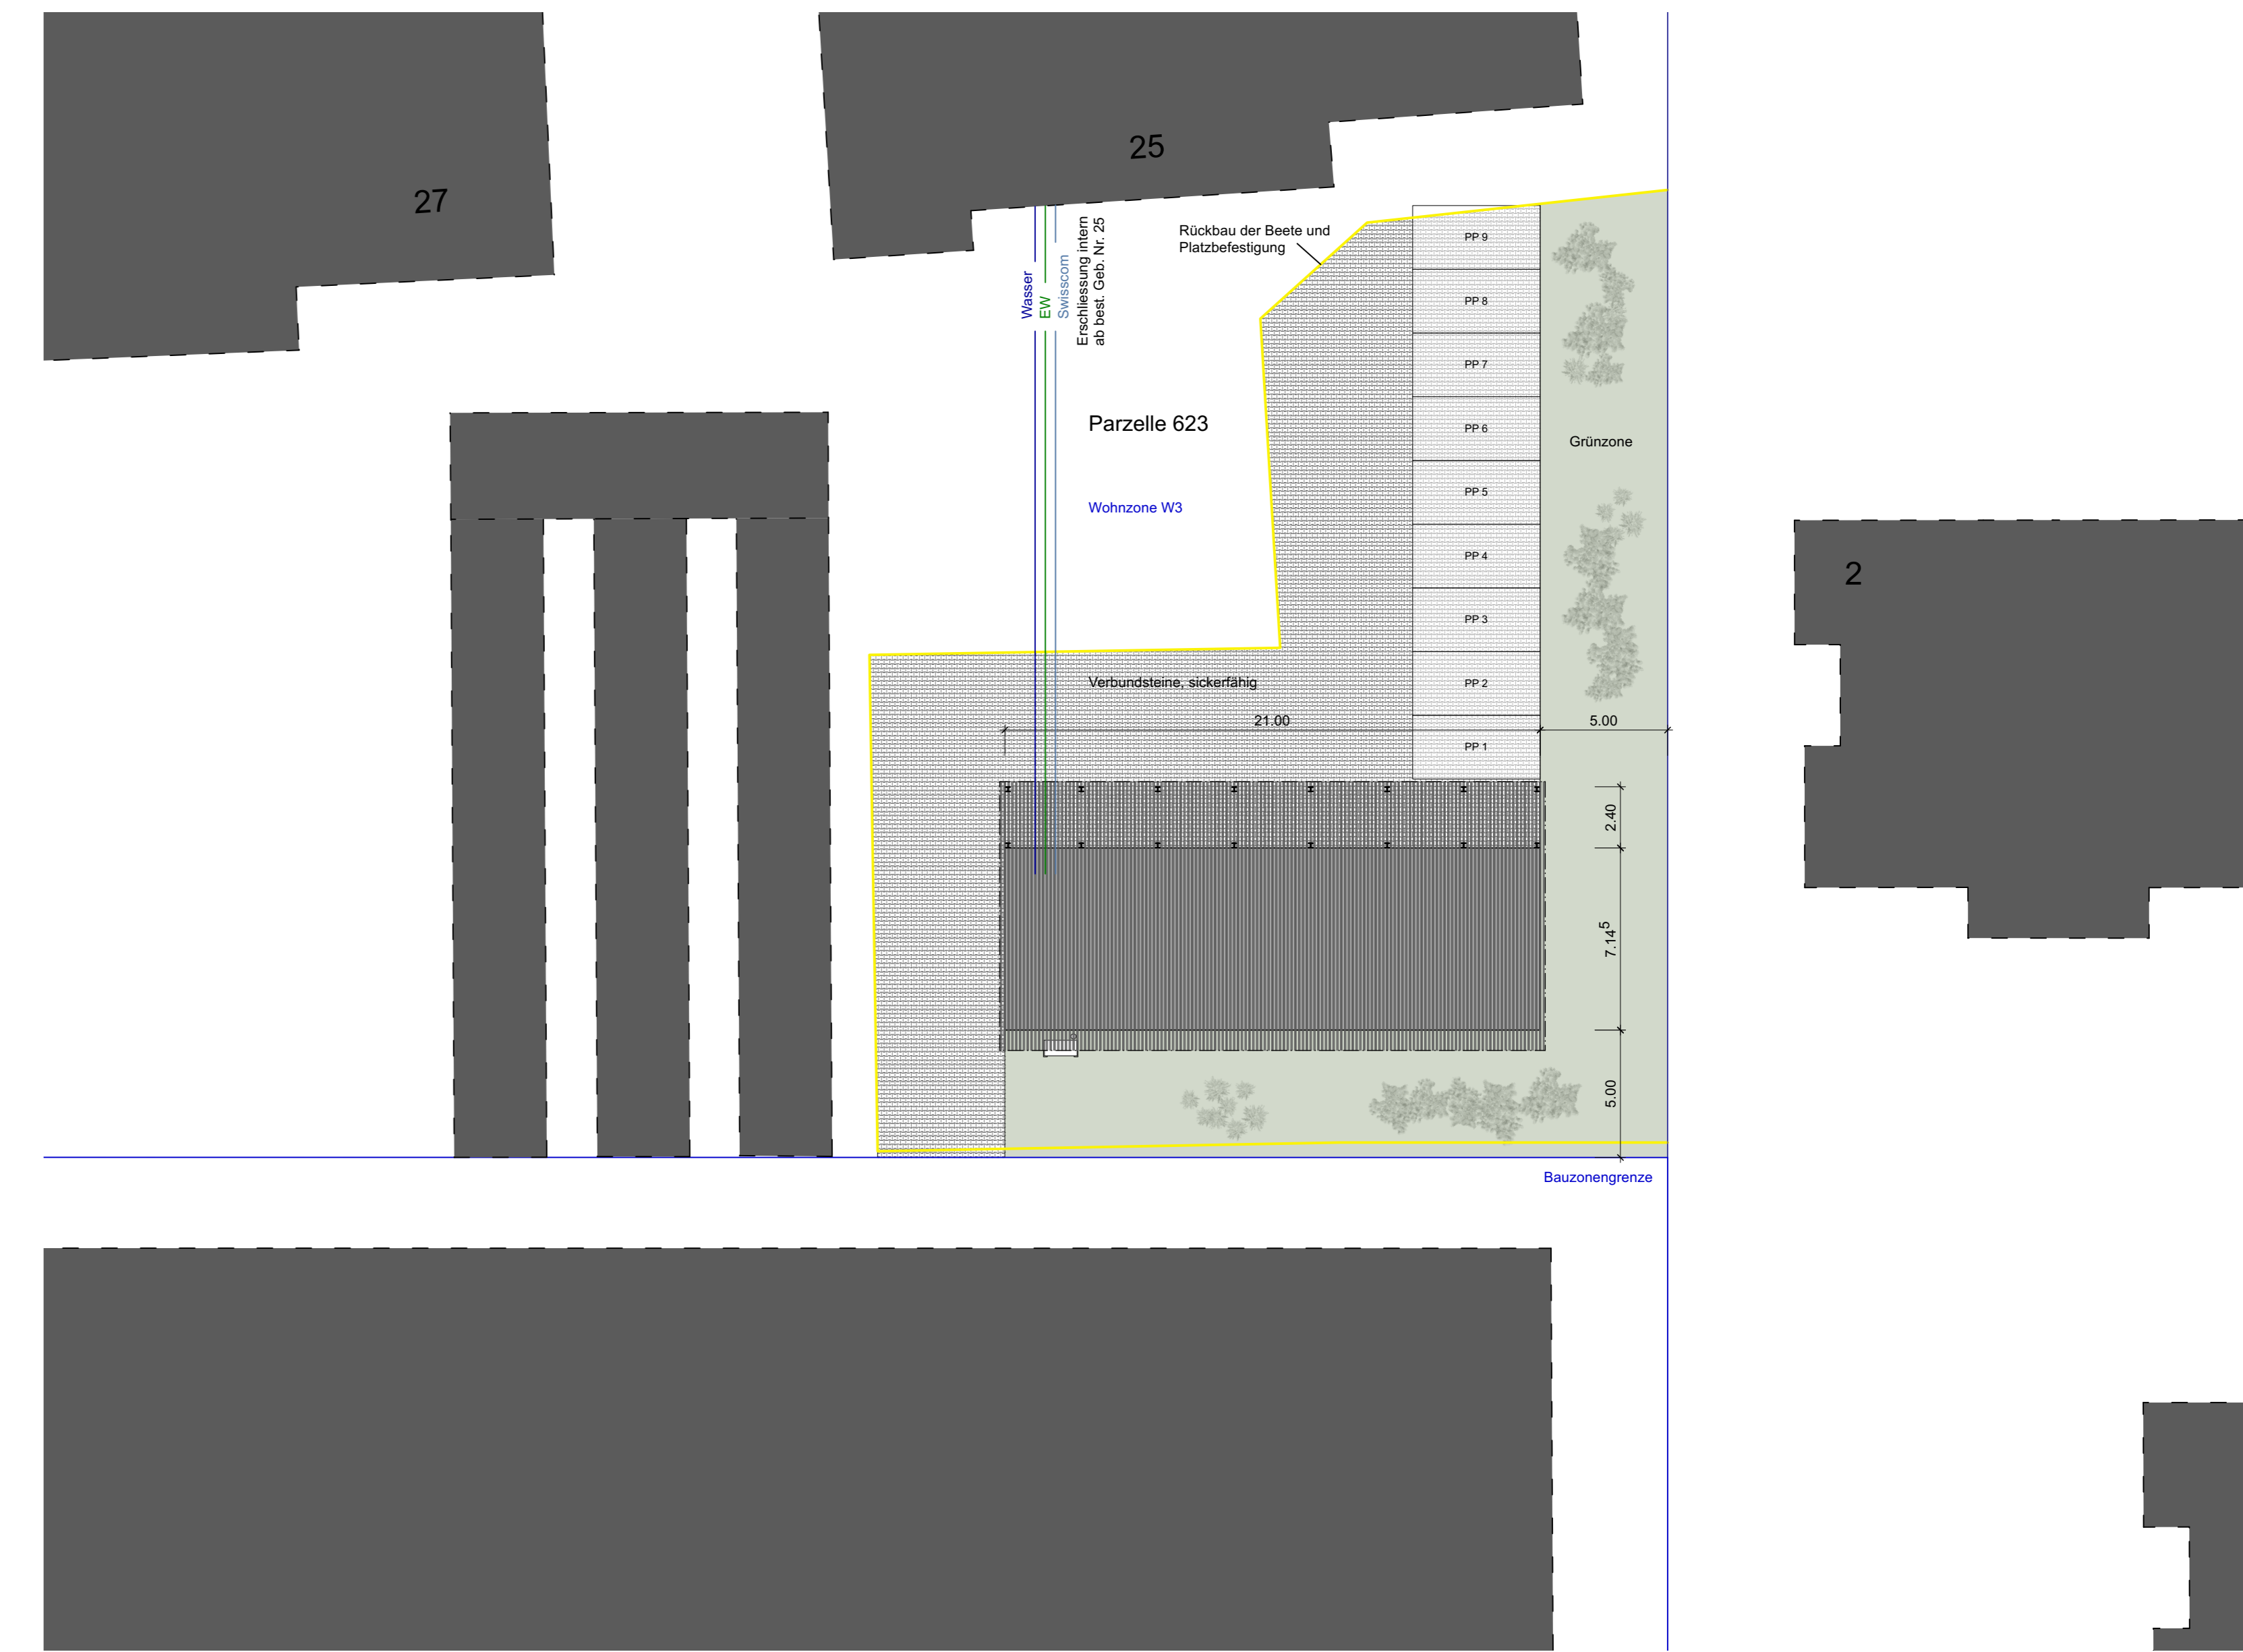 27
25
2
Wasser
EW
Swisscom
Erschliessung intern
ab best. Geb. Nr. 25
Rückbau der Beete und
Platzbefestigung
Parzelle 623
Wohnzone W3
PP 9
PP 8
PP 7
PP 6
PP 5
PP 4
PP 3
PP 2
PP 1
Grünzone
Verbundsteine, sickerfähig
21.00
5.00
2.40
7.14⁵
5.00
Bauzonengrenze